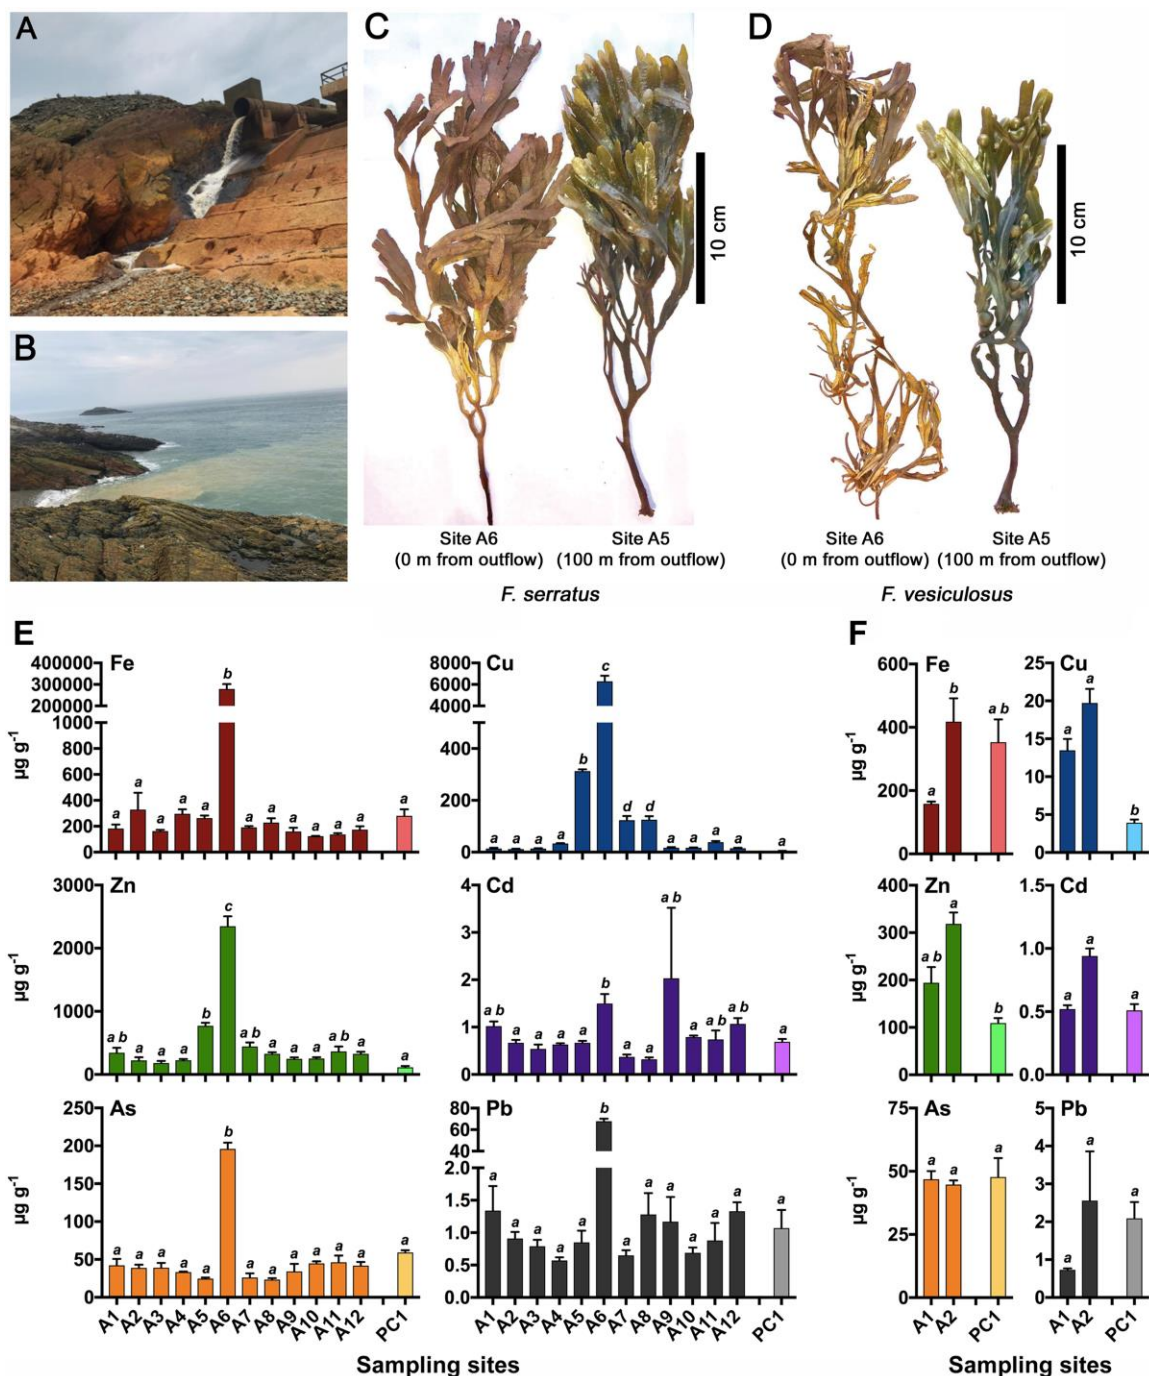 A
B
C
D
10 cm
10 cm
Site A6
(0 m from outflow)
Site A5
(100 m from outflow)
Site A6
(0 m from outflow)
Site A5
(100 m from outflow)
F. serratus
F. vesiculosus
E
Fe
400000
300000
200000
1000
800
600
400
200
0
µg g-1
a a a a a b a a a a a a a
Cu
8000
6000
4000
2000
400
200
0
a a a a b c d d a a a a a
Zn
3000
2000
1000
0
µg g-1
a b a a a b c a b a a a a b a a
Cd
4
3
2
1
0
a b a a a a b a a a b a a b a b a
As
250
200
150
100
50
0
µg g-1
a a a a a b a a a a a a a
A1 A2 A3 A4 A5 A6 A7 A8 A9 A10 A11 A12 PC1
Pb
80
60
40
2.0
1.5
1.0
0.5
0.0
a a a a a b a a a a a a a
A1 A2 A3 A4 A5 A6 A7 A8 A9 A10 A11 A12 PC1
Sampling sites
F
Fe
600
400
200
0
a b a b
Cu
25
20
15
10
5
0
a a b
Zn
400
300
200
100
0
a b a b
Cd
1.5
1.0
0.5
0.0
a a a
As
75
50
25
0
a a a
A1 A2 PC1
Pb
5
4
3
2
1
0
a a a
A1 A2 PC1
Sampling sites